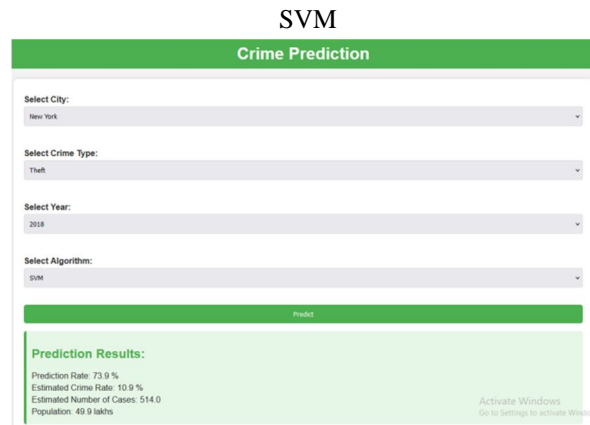 SVM
Crime Prediction
Select City:
New York
Select Crime Type:
Theft
Select Year:
2018
Select Algorithm:
SVM
Predict
Prediction Results:
Prediction Rate: 73.9 %
Estimated Crime Rate: 10.9 %
Estimated Number of Cases: 514.0
Population: 49.9 lakhs
Activate Windows
Go to Settings to activate Windo